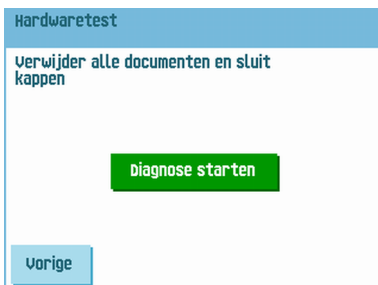 Hardwaretest
Verwijder alle documenten en sluit
kappen
Diagnose starten
Vorige